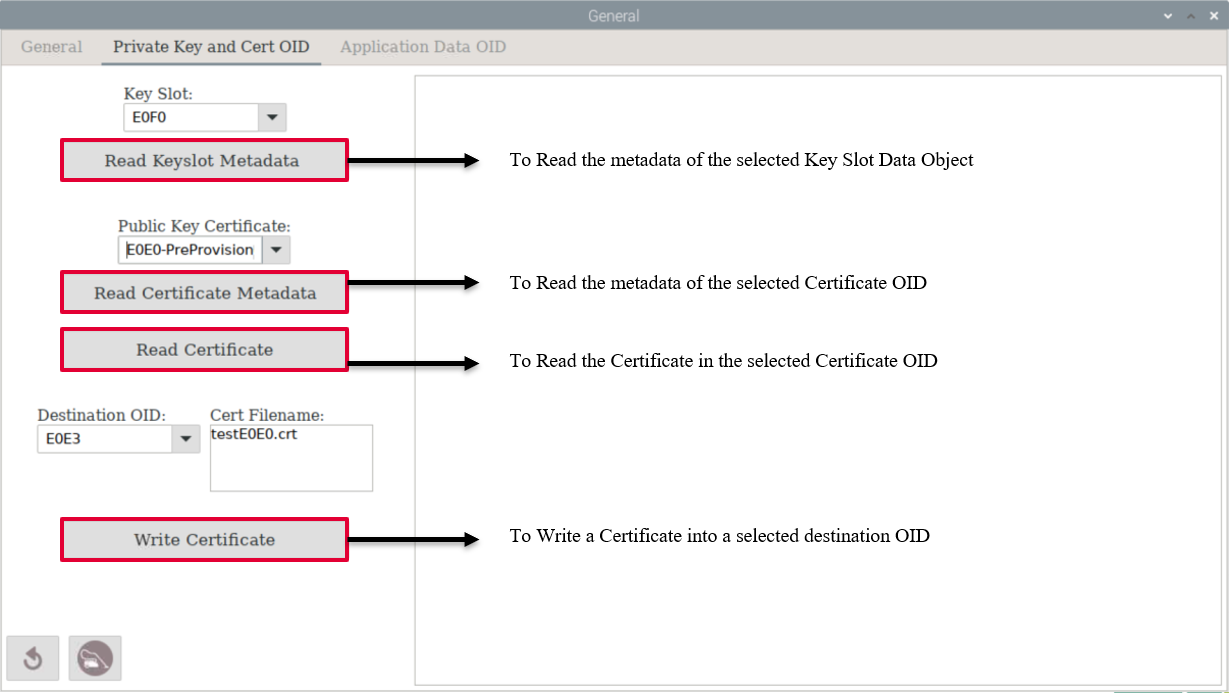 General
General Private Key and Cert OID Application Data OID
Key Slot:
E0F0
Read Keyslot Metadata
To Read the metadata of the selected Key Slot Data Object
Public Key Certificate:
E0E0-PreProvision
Read Certificate Metadata
To Read the metadata of the selected Certificate OID
Read Certificate
To Read the Certificate in the selected Certificate OID
Destination OID: Cert Filename:
E0E3 testE0E0.crt
Write Certificate
To Write a Certificate into a selected destination OID